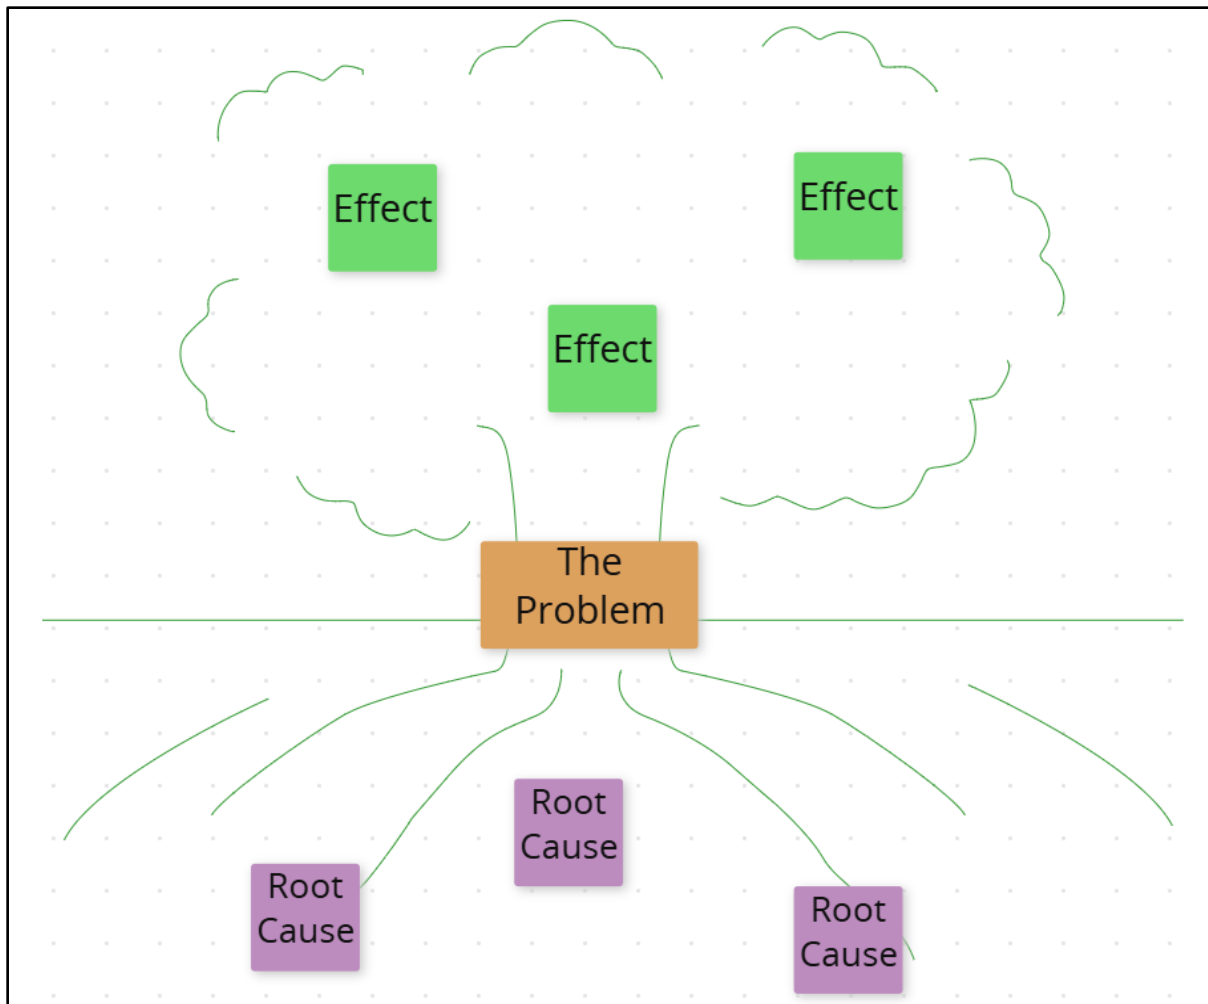 Effect
Effect
Effect
The
Problem
Root
Cause
Root
Cause
Root
Cause